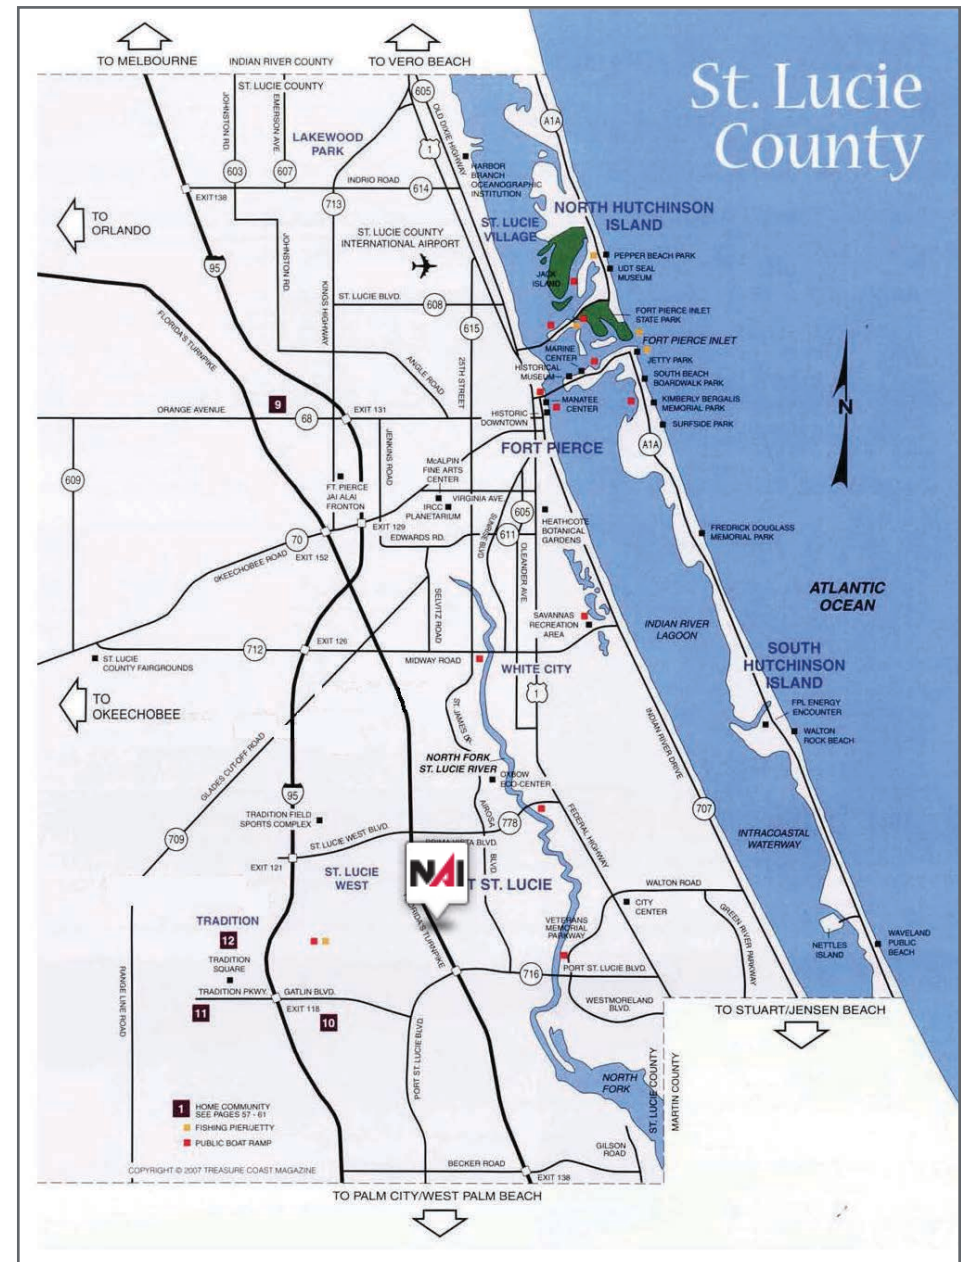 TO MELBOURNE
INDIAN RIVER COUNTY
TO VERO BEACH
ST. LUCIE COUNTY
St. Lucie
County
JOHNSTON RD.
EMERSON AVE
605
OLD DIXIE HIGHWAY
A1A
LAKEWOOD
PARK
1
603
607
INDRIO ROAD
614
HARBOR
BRANCH
OCEANOGRAPHIC
INSTITUTION
EXIT138
713
NORTH HUTCHINSON
ISLAND
ST. LUCIE
VILLAGE
TO
ORLANDO
ST. LUCIE COUNTY
INTERNATIONAL AIRPORT
95
JOHNSTON RD.
PEPPER BEACH PARK
UDT SEAL
MUSEUM
JACK
ISLAND
KINGS HIGHWAY
ST. LUCIE BLVD.
608
615
FORT PIERCE INLET
STATE PARK
FLORIDA'S TURNPIKE
FORT PIERCE INLET
MARINE
CENTER
JETTY PARK
HISTORICAL
MUSEUM
ANGLE ROAD
25TH STREET
SOUTH BEACH
BOARDWALK PARK
N
ORANGE AVENUE
9
68
EXIT 131
MANATEE
CENTER
KIMBERLY BERGALIS
MEMORIAL PARK
HISTORIC
DOWNTOWN
SURFSIDE PARK
JENKINS ROAD
FORT PIERCE
A1A
609
McALPIN
FINE ARTS
CENTER
FT. PIERCE
JAI ALAI
FRONTON
VIRGINIA AVE.
IRCC
PLANETARIUM
605
SUNRISE BLVD
HEATHCOTE
BOTANICAL
GARDENS
EXIT 129
611
EDWARDS RD.
70
EXIT 152
OKEECHOBEE ROAD
OLEANDER AVE
FREDRICK DOUGLASS
MEMORIAL PARK
SELVITZ ROAD
ATLANTIC
OCEAN
SAVANNAS
RECREATION
AREA
INDIAN RIVER
LAGOON
EXIT 126
712
MIDWAY ROAD
ST. LUCIE
COUNTY FAIRGROUNDS
WHITE CITY
SOUTH
HUTCHINSON
ISLAND
TO
OKEECHOBEE
1
ST. JAMES DR.
FPL ENERGY
ENCOUNTER
WALTON
ROCK BEACH
GLADES CUT-OFF ROAD
NORTH FORK
ST. LUCIE RIVER
INDIAN RIVER DRIVE
OXBOW
ECO-CENTER
95
TRADITION FIELD
SPORTS COMPLEX
AIROSA
BLVD.
778
FEDERAL HIGHWAY
707
709
ST. LUCIE WEST BLVD.
INTRACOASTAL
WATERWAY
EXIT 121
ST. LUCIE
WEST
NAI
T ST. LUCIE
WALTON ROAD
CITY
CENTER
GREEN RIVER PARKWAY
TRADITION
12
TRADITION
SQUARE
VETERANS
MEMORIAL
PARKWAY
NETTLES
ISLAND
WAVELAND
PUBLIC
BEACH
RANGE LINE ROAD
716
PORT ST. LUCIE BLVD.
TRADITION PKWY.
GATLIN BLVD.
EXIT 118
11
10
WESTMORELAND
BLVD.
TO STUART/JENSEN BEACH
PORT ST. LUCIE BLVD.
NORTH
FORK
ST. LUCIE COUNTY
MARTIN COUNTY
1
HOME COMMUNITY
SEE PAGES 57 - 61
FISHING PIER/JETTY
PUBLIC BOAT RAMP
GILSON
ROAD
COPYRIGHT © 2007 TREASURE COAST MAGAZINE
BECKER ROAD
EXIT 138
TO PALM CITY/WEST PALM BEACH